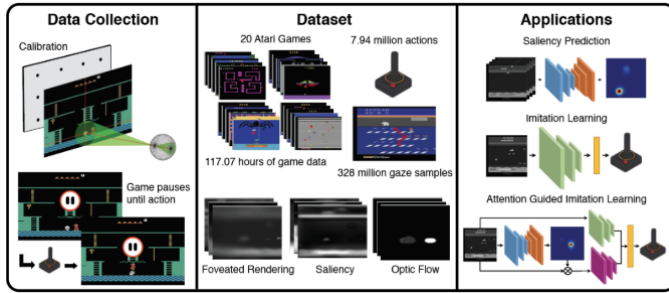 Data Collection
Calibration
Game pauses
until action
Dataset
20 Atari Games
7.94 million actions
117.07 hours of game data
328 million gaze samples
Foveated Rendering
Saliency
Optic Flow
Applications
Saliency Prediction
Imitation Learning
Attention Guided Imitation Learning